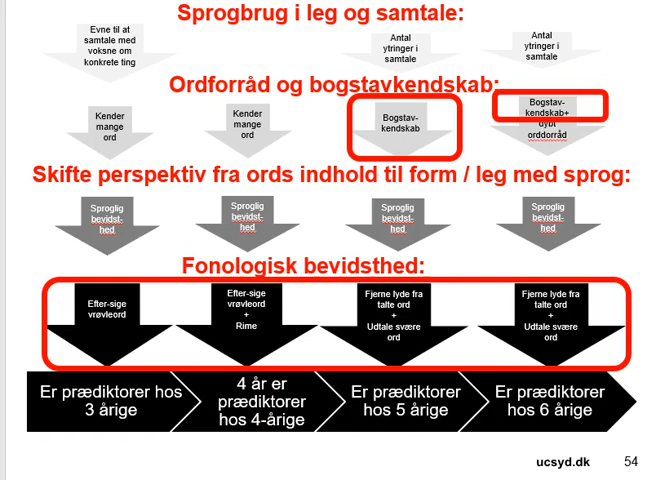 Sprogbrug i leg og samtale:
Evne til at
samtale med
voksne om
konkrete ting
Antal
ytringer i
samtale
Antal
ytringer i
samtale
Ordforråd og bogstavkendskab:
Kender
mange
ord
Kender
mange
ord
Bogstav-
kendskab
Bogstav-
kendskab+
dybt
orddorråd
Skifte perspektiv fra ords indhold til form / leg med sprog:
Sproglig
bevidst-
hed
Sproglig
bevidst-
hed
Sproglig
bevidst-
hed
Sproglig
bevidst-
hed
Fonologisk bevidsthed:
Efter-sige
vrøvleord
Efter-sige
vrøvleord
+
Rime
Fjerne lyde fra
talte ord
+
Udtale svære
ord
Fjerne lyde fra
talte ord
+
Udtale svære
ord
Er prædiktorer hos
3 årige
4 år er
prædiktorer
hos 4-årige
Er prædiktorer
hos 5 årige
Er prædiktorer
hos 6 årige
ucsyd.dk
54